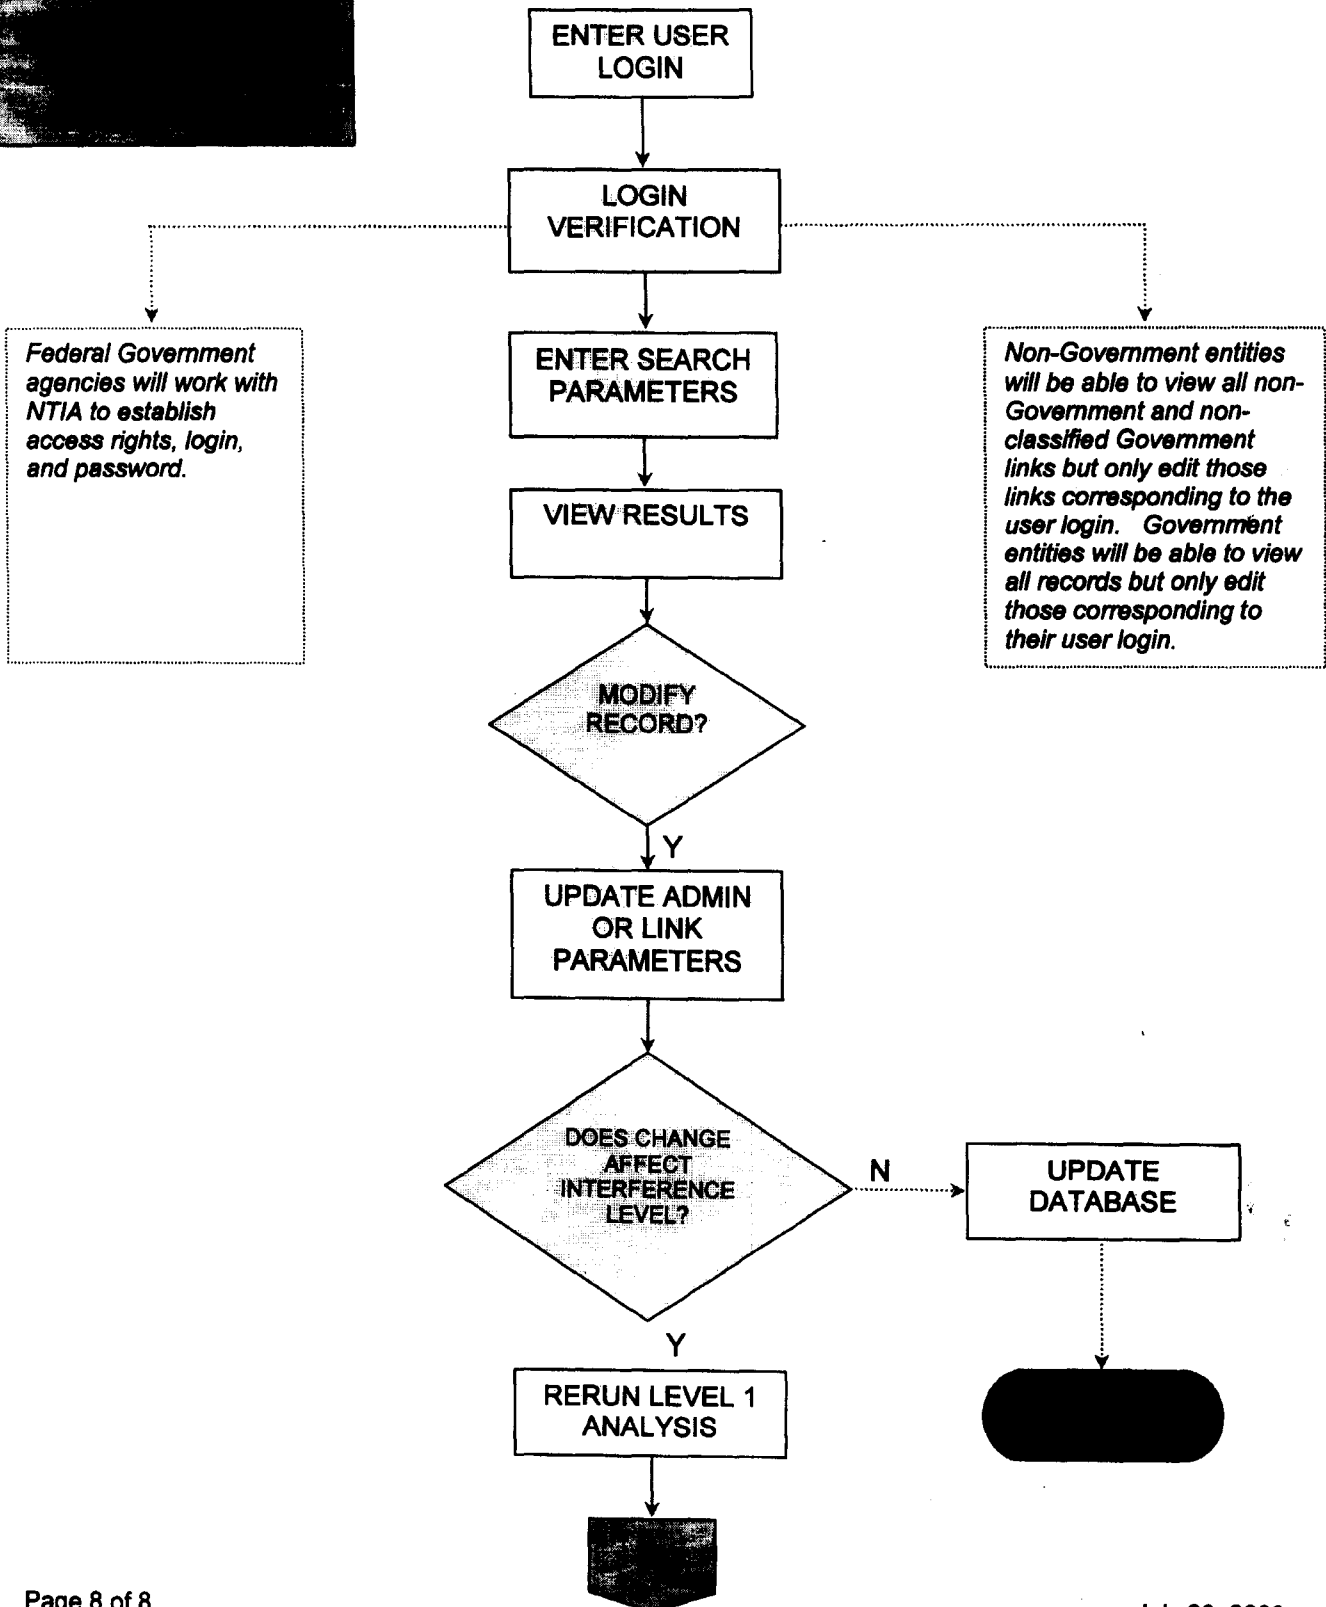 ENTER USER
LOGIN
LOGIN
VERIFICATION
Federal Government
agencies will work with
NTIA to establish
access rights, login,
and password.
ENTER SEARCH
PARAMETERS
Non-Government entities
will be able to view all non-
Government and non-
classified Government
links but only edit those
links corresponding to the
user login. Government
entities will be able to view
all records but only edit
those corresponding to
their user login.
VIEW RESULTS
MODIFY
RECORD?
Y
UPDATE ADMIN
OR LINK
PARAMETERS
DOES CHANGE
AFFECT
INTERFERENCE
LEVEL?
N
UPDATE
DATABASE
Y
RERUN LEVEL 1
ANALYSIS
Page 8 of 8